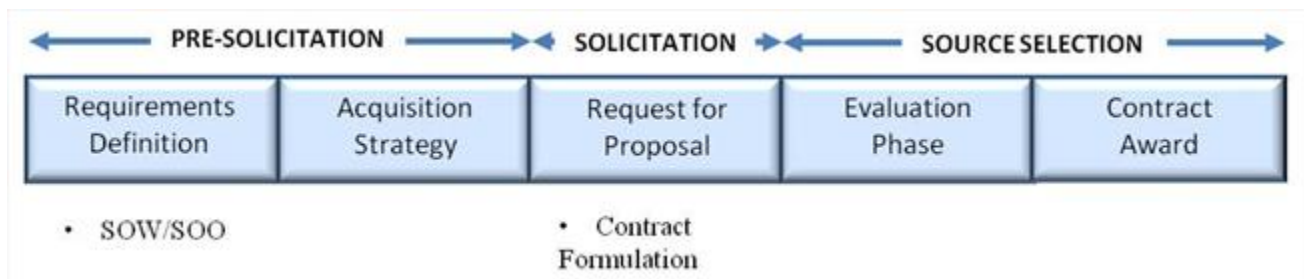 PRE-SOLICITATION SOLICITATION SOURCE SELECTION
Requirements Acquisition Request for Evaluation Contract
Definition Strategy Proposal Phase Award
• SOW/SOO • Contract
Formulation